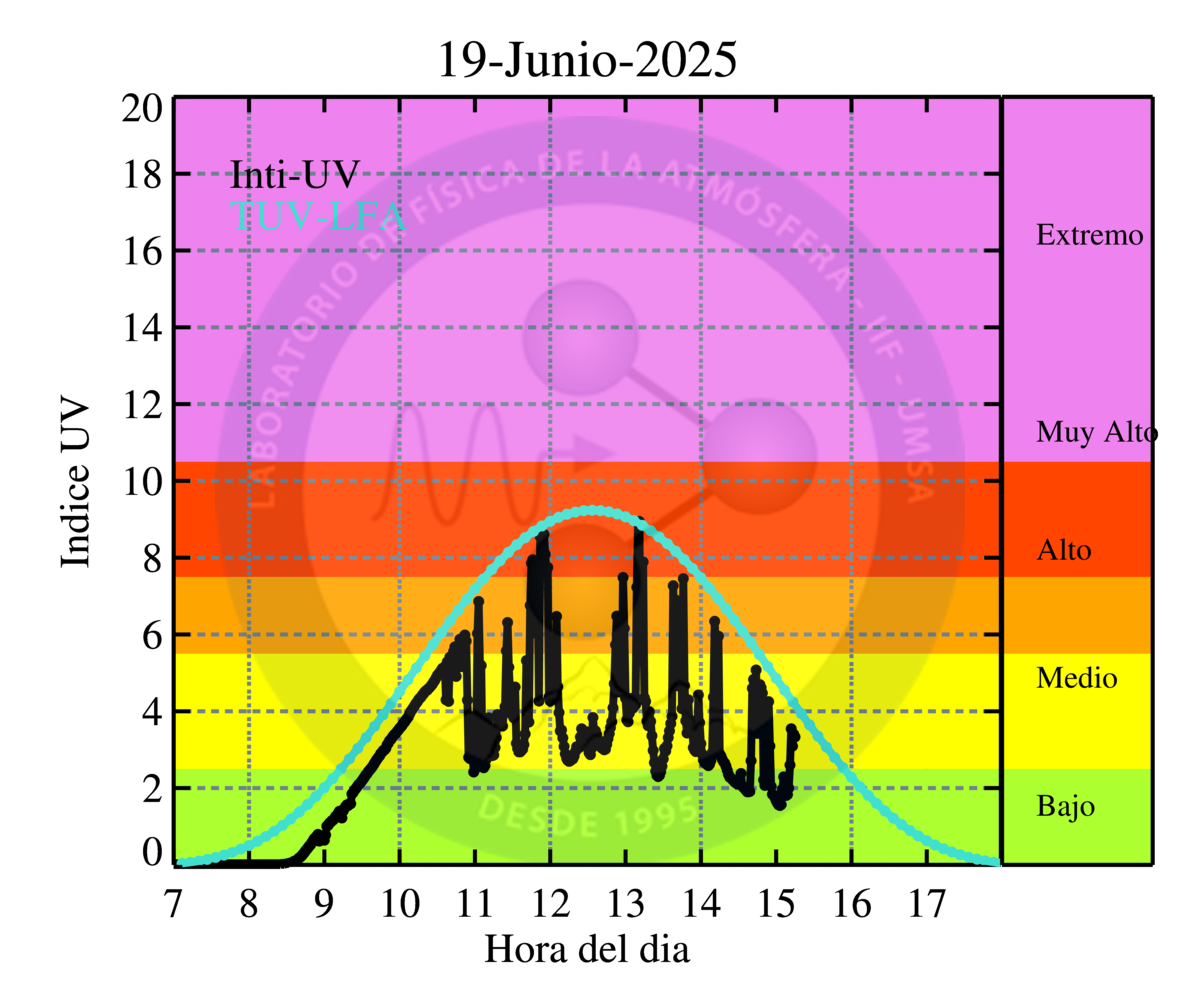 19-Junio-2025
20
18
16
14
12
10
8
6
4
2
0
Indice UV
Inti-UV
TUV-LFA
LABORATORIO DE FÍSICA DE LA ATMÓSFERA - IIF - UMSA
DESDE 1995
Extremo
Muy Alto
Alto
Medio
Bajo
7 8 9 10 11 12 13 14 15 16 17
Hora del dia